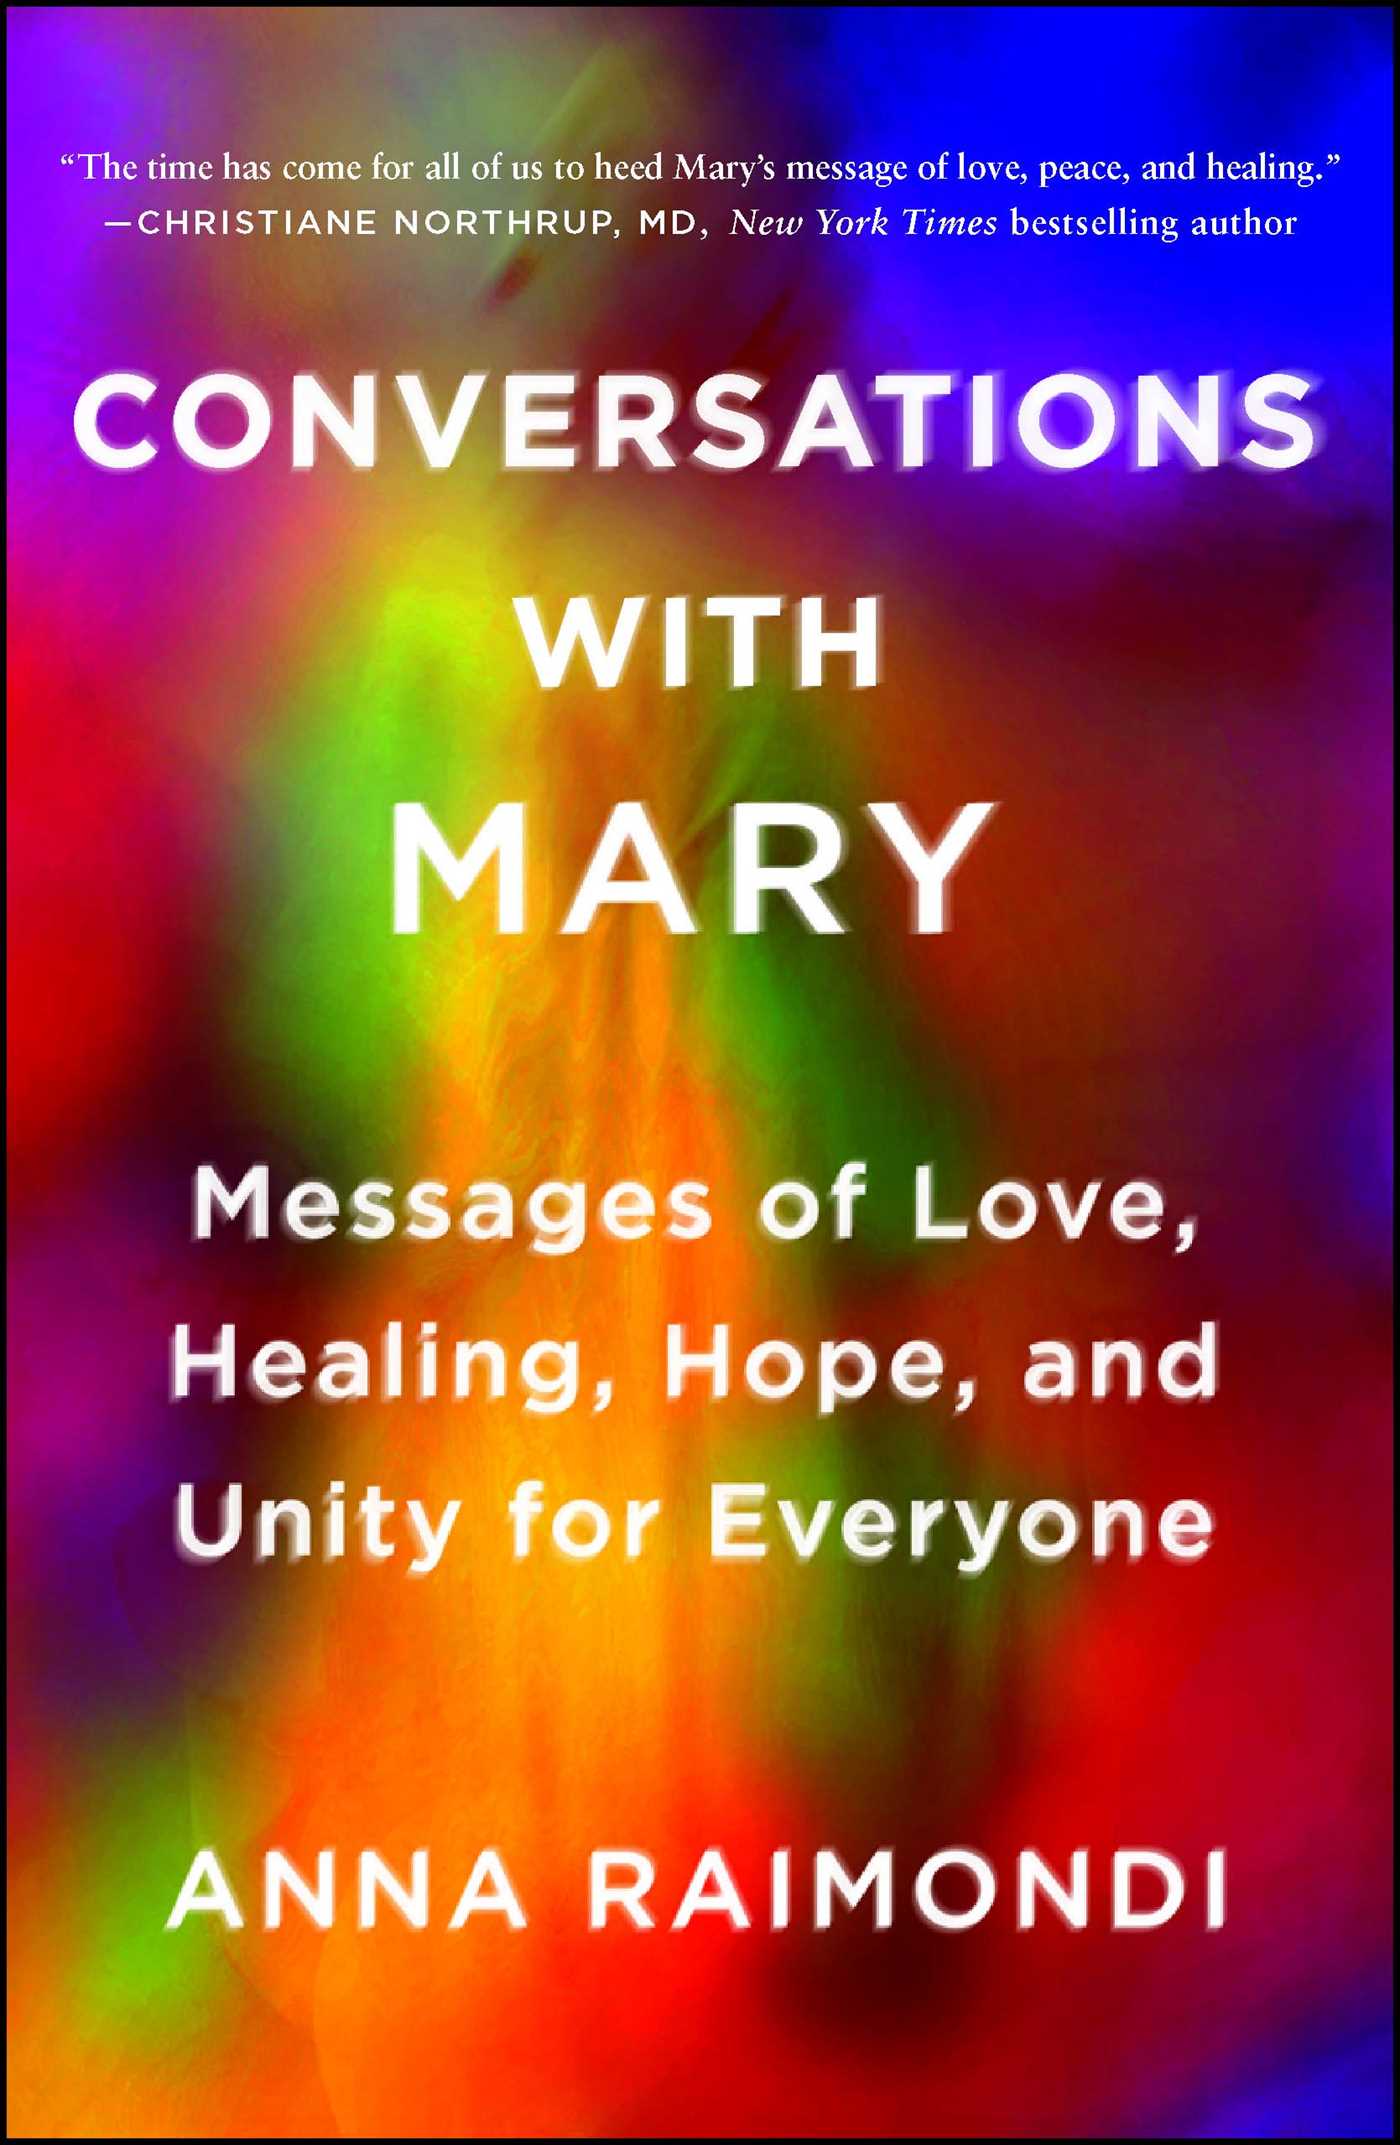 “The time has come for all of us to heed Mary’s message of love, peace, and healing.”
—CHRISTIANE NORTHRUP, MD, New York Times bestselling author
CONVERSATIONS
WITH
MARY
Messages of Love,
Healing, Hope, and
Unity for Everyone
ANNA RAIMONDI